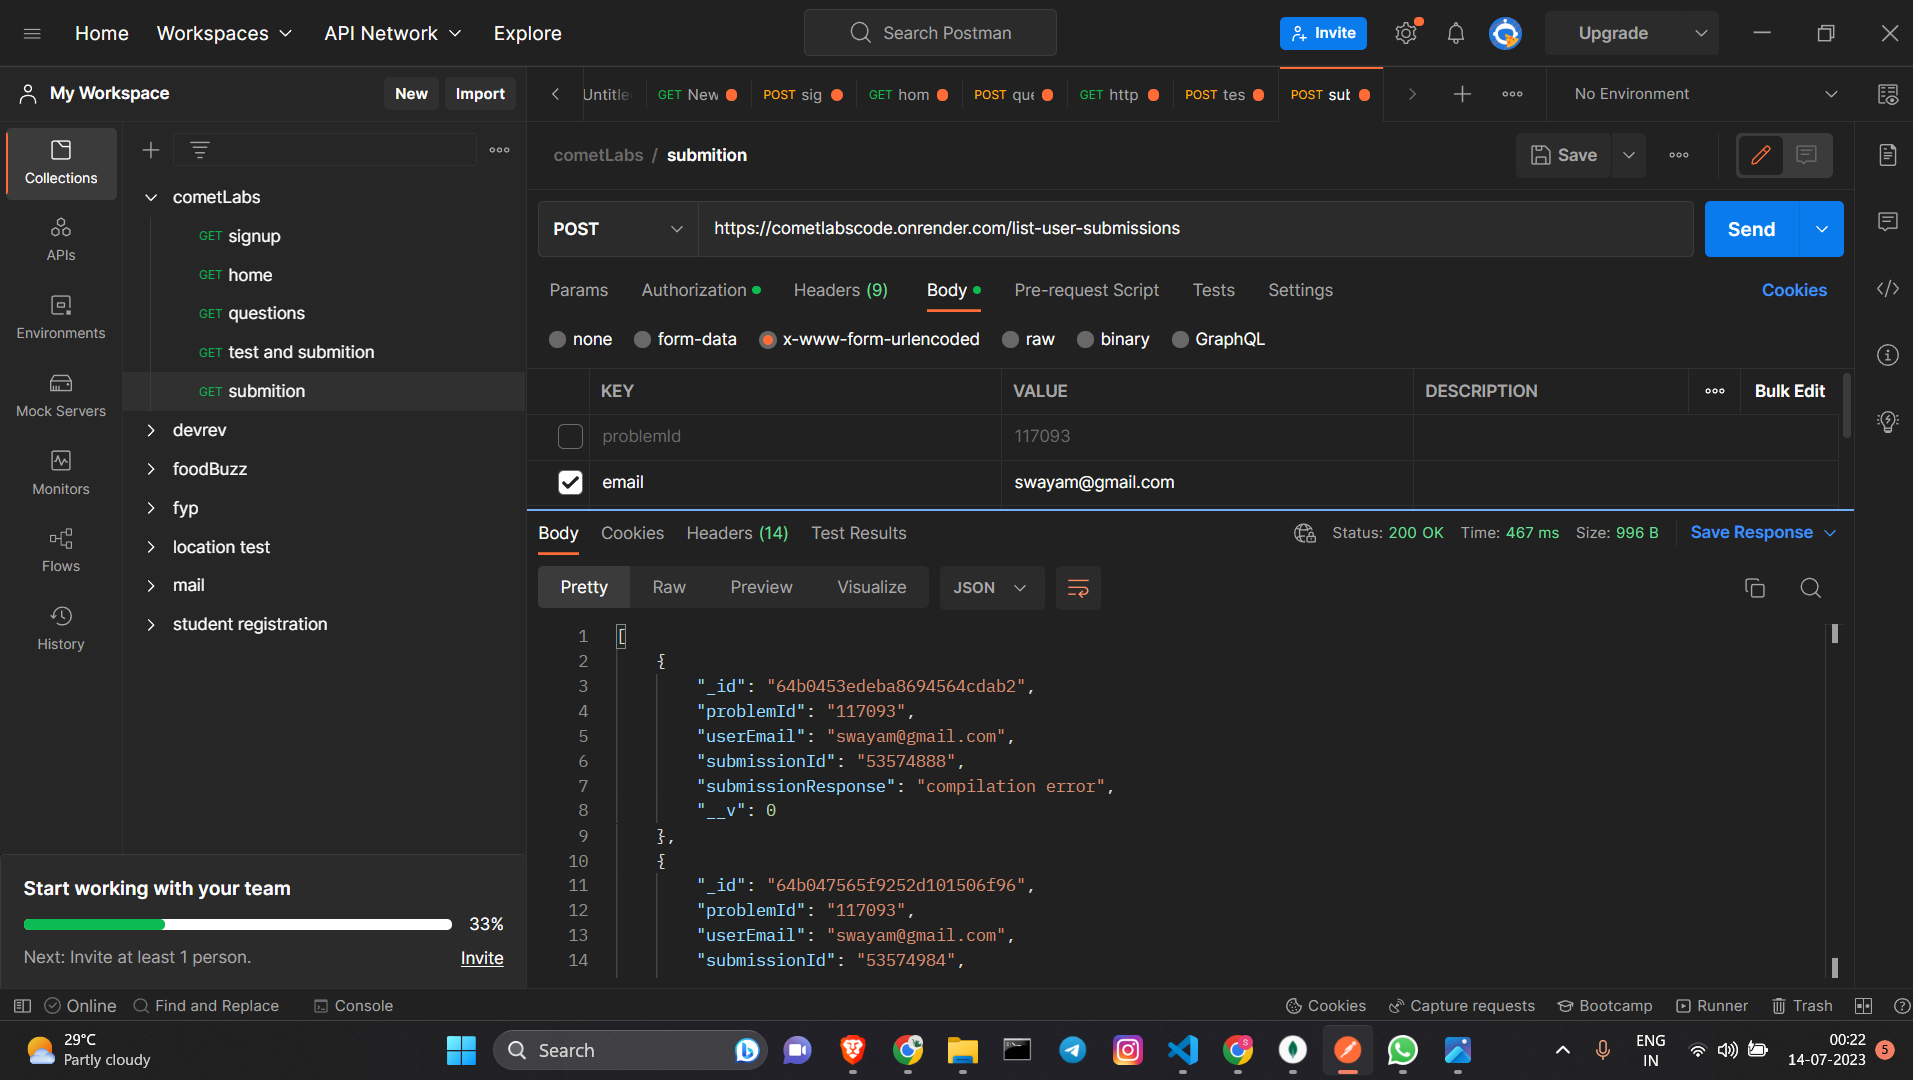 Home
Workspaces
API Network
Explore
Search Postman
Invite
Upgrade
My Workspace
New
Import
Untitle
GET New
POST sig
GET hom
POST que
GET http
POST tes
POST sub
No Environment
Collections
APIs
Environments
Mock Servers
Monitors
Flows
History
cometLabs
GET signup
GET home
GET questions
GET test and submition
GET submition
devrev
foodBuzz
fyp
location test
mail
student registration
Start working with your team
33%
Next: Invite at least 1 person.
Invite
cometLabs / submition
Save
POST
https://cometlabscode.onrender.com/list-user-submissions
Send
Params
Authorization
Headers (9)
Body
Pre-request Script
Tests
Settings
Cookies
none
form-data
x-www-form-urlencoded
raw
binary
GraphQL
KEY
VALUE
DESCRIPTION
Bulk Edit
problemId
117093
email
swayam@gmail.com
Body
Cookies
Headers (14)
Test Results
Status: 200 OK
Time: 467 ms
Size: 996 B
Save Response
Pretty
Raw
Preview
Visualize
JSON
1 [
2 {
3 "_id": "64b0453edeba8694564cdab2",
4 "problemId": "117093",
5 "userEmail": "swayam@gmail.com",
6 "submissionId": "53574888",
7 "submissionResponse": "compilation error",
8 "__v": 0
9 },
10 {
11 "_id": "64b047565f9252d101506f96",
12 "problemId": "117093",
13 "userEmail": "swayam@gmail.com",
14 "submissionId": "53574984",
Online
Find and Replace
Console
Cookies
Capture requests
Bootcamp
Runner
Trash
29°C
Partly cloudy
Search
S
ENG
IN
00:22
14-07-2023
5